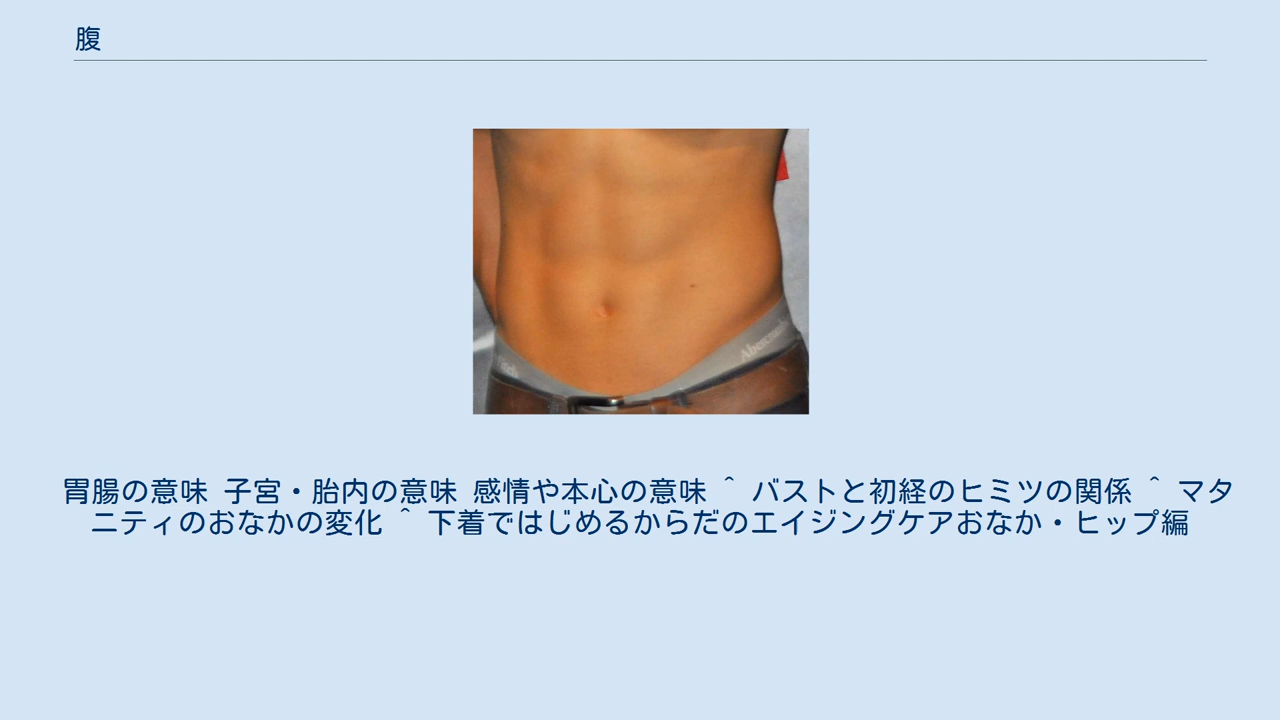 腹
Abercrombie
胃腸の意味 子宮・胎内の意味 感情や本心の意味 ^ バストと初経のヒミツの関係 ^ マタ
ニティのおなかの変化 ^ 下着ではじめるからだのエイジングケアおなか・ヒップ編